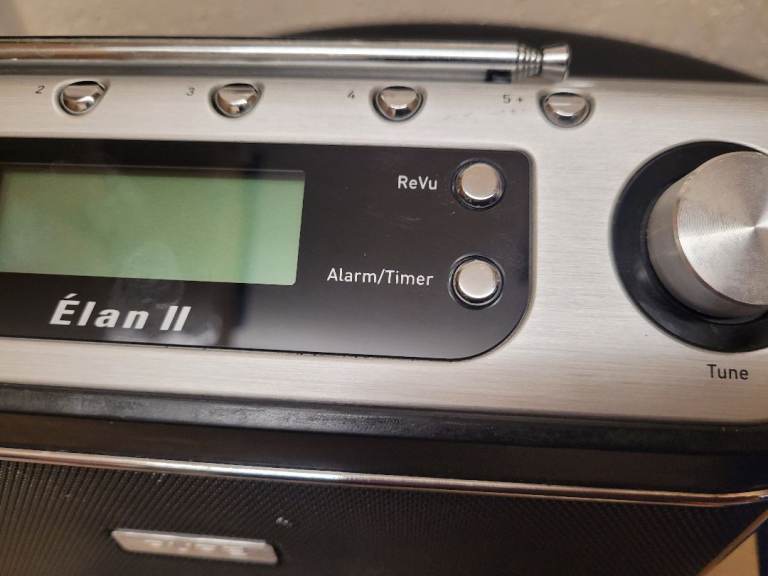 2 3 4 5+
ReVu
Alarm/Timer
Élan II
Tune